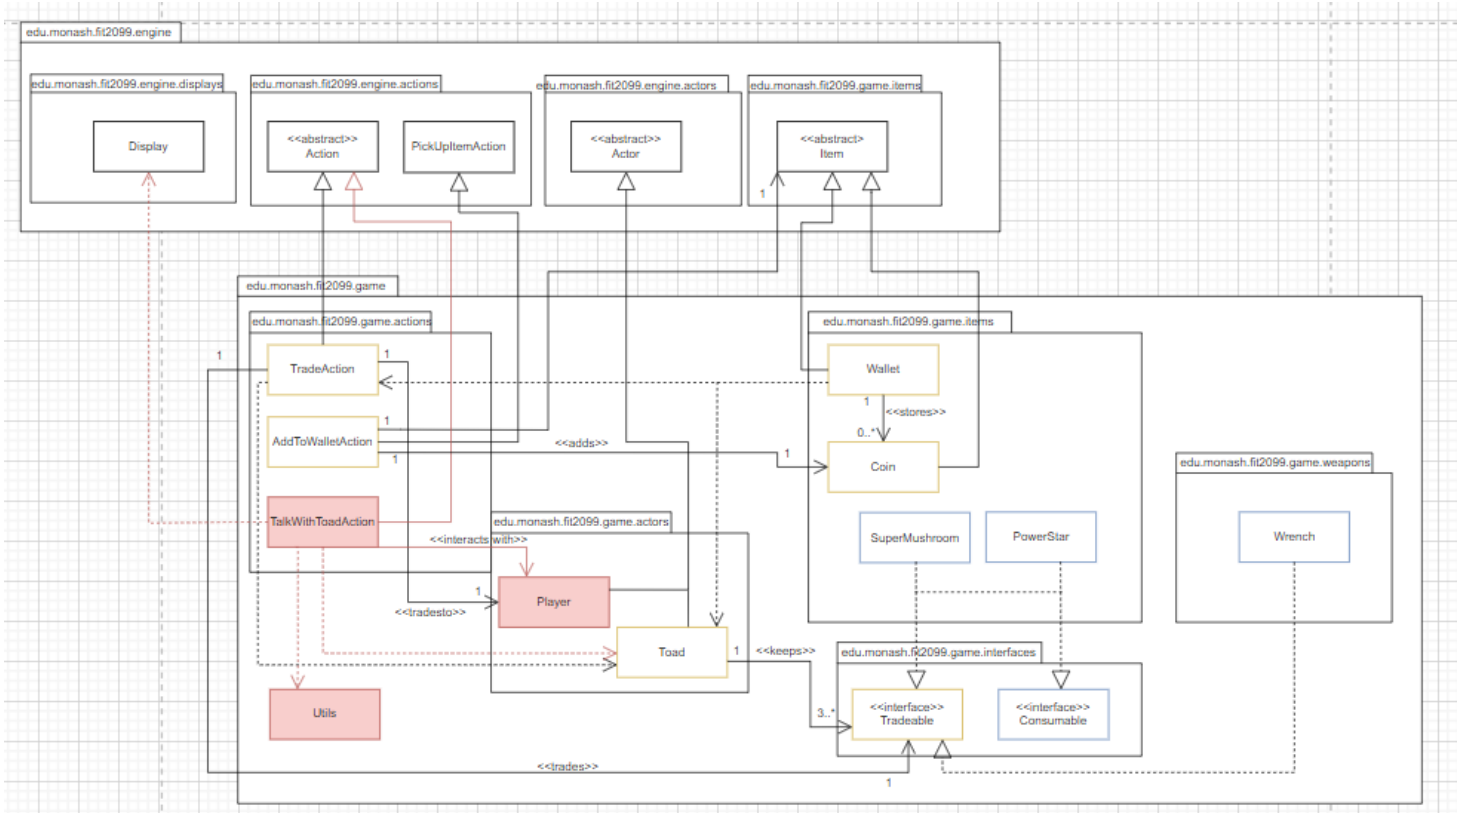 edu.monash.fit2099.engine
edu.monash.fit2099.engine.displays
edu.monash.fit2099.engine.actions
edu.monash.fit2099.engine.actors
edu.monash.fit2099.game.items
Display
<<abstract>>
Action
PickUpItemAction
<<abstract>>
Actor
<<abstract>
Item
1
edu.monash.fit2099.game
edu.monash.fit2099.game.actions
edu.monash.fit2099.game.items
1
TradeAction
1
Wallet
1
<<stores>>
0..*
AddToWalletAction
1
1
<<adds>>
1
Coin
edu.monash.fit2099.game.weapons
TalkWithToadAction
edu.monash.fit2099.game.actors
<<interacts with>>
SuperMushroom
PowerStar
Wrench
1
Player
<<tradesto>>
Toad
1
<<keeps>>
edu.monash.fit2099.game.interfaces
Utils
3..*
<<interface>>
Tradeable
<<interface>>
Consumable
<<trades>>
1